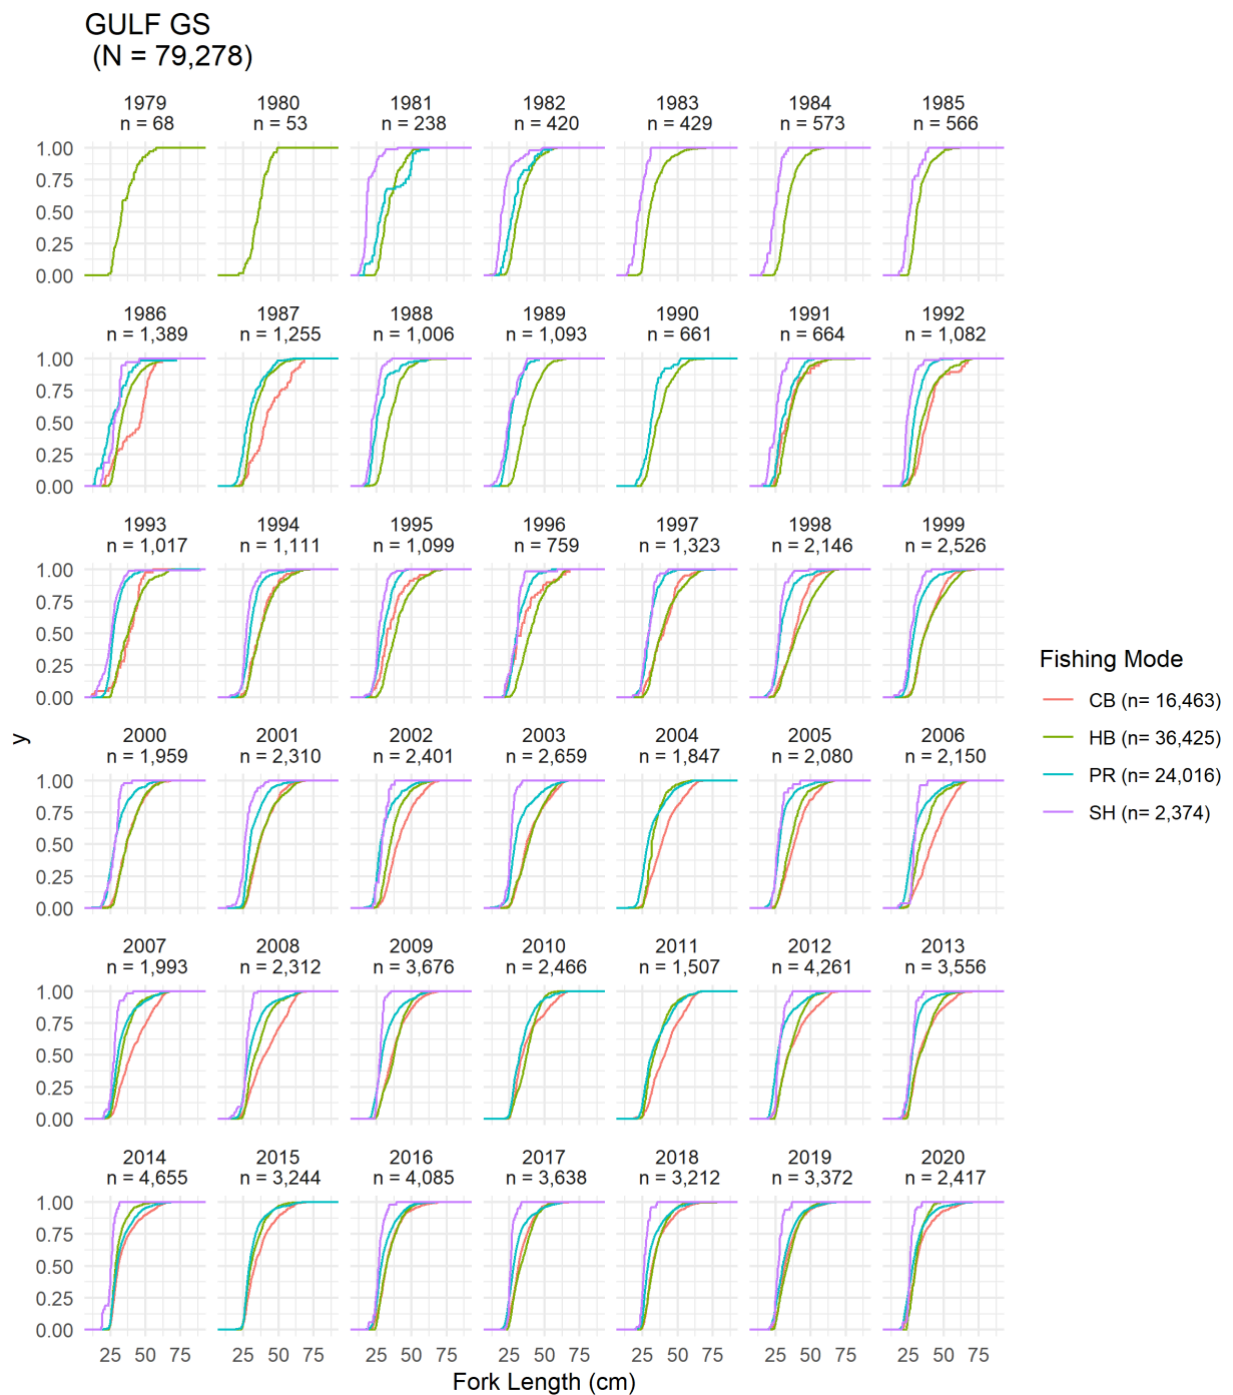 GULF GS
(N = 79,278)
1979 1980 1981 1982 1983 1984 1985
n = 68 n = 53 n = 238 n = 420 n = 429 n = 573 n = 566
1.00
0.75
0.50
0.25
0.00
1986 1987 1988 1989 1990 1991 1992
n = 1,389 n = 1,255 n = 1,006 n = 1,093 n = 661 n = 664 n = 1,082
1.00
0.75
0.50
0.25
0.00
1993 1994 1995 1996 1997 1998 1999
n = 1,017 n = 1,111 n = 1,099 n = 759 n = 1,323 n = 2,146 n = 2,526
1.00
0.75
0.50
0.25
0.00
2000 2001 2002 2003 2004 2005 2006
n = 1,959 n = 2,310 n = 2,401 n = 2,659 n = 1,847 n = 2,080 n = 2,150
1.00
0.75
0.50
0.25
0.00
2007 2008 2009 2010 2011 2012 2013
n = 1,993 n = 2,312 n = 3,676 n = 2,466 n = 1,507 n = 4,261 n = 3,556
1.00
0.75
0.50
0.25
0.00
2014 2015 2016 2017 2018 2019 2020
n = 4,655 n = 3,244 n = 4,085 n = 3,638 n = 3,212 n = 3,372 n = 2,417
1.00
0.75
0.50
0.25
0.00
25 50 75 25 50 75 25 50 75 25 50 75 25 50 75 25 50 75 25 50 75
Fork Length (cm)
y
Fishing Mode
CB (n= 16,463)
HB (n= 36,425)
PR (n= 24,016)
SH (n= 2,374)